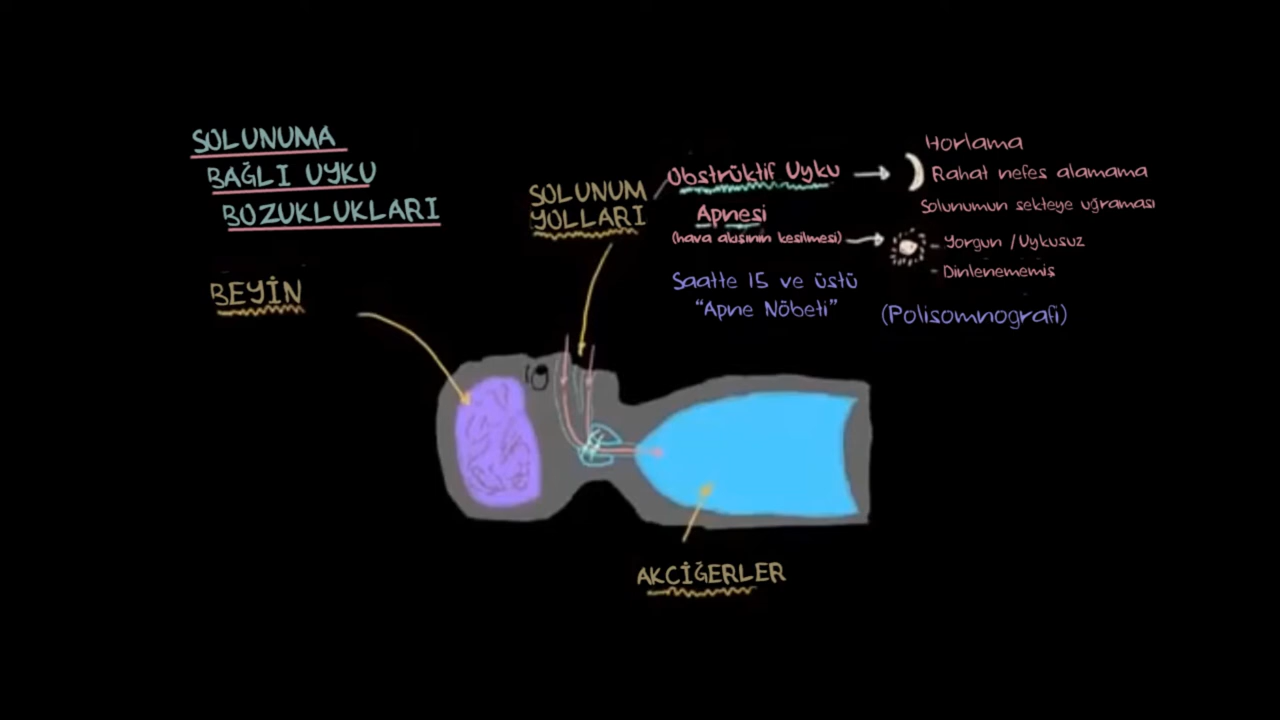 SOLUNUMA
BAĞLI UYKU
BOZUKLUKLARI
BEYİN
SOLUNUM
YOLLARI
Obstrüktif Uyku
Apnesi
(hava akışının kesilmesi)
Saatte 15 ve üstü
"Apne Nöbeti"
Horlama
Rahat nefes alamama
Solunumun sekteye uğraması
- Yorgun /Uykusuz
- Dinlenememiş
(Polisomnografi)
AKCİĞERLER